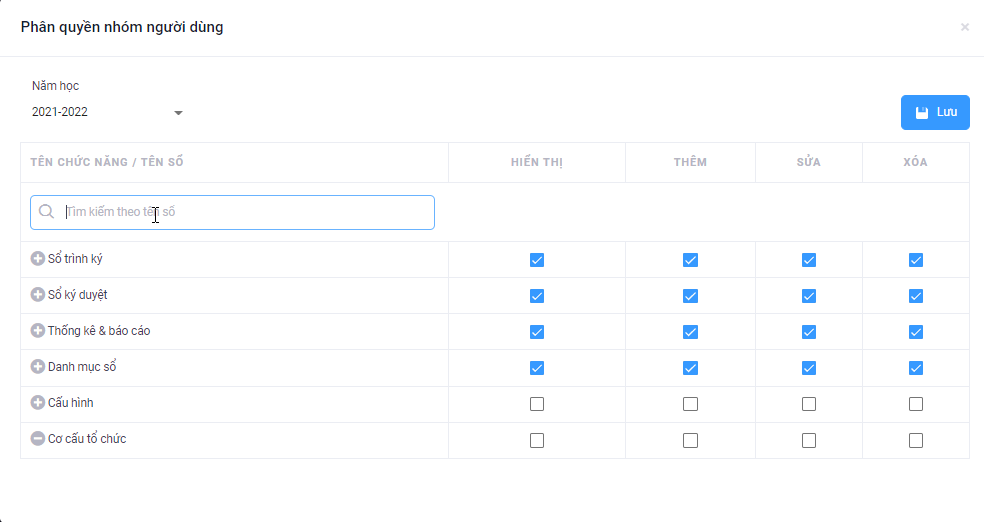 Phân quyền nhóm người dùng
×
Năm học
2021-2022
Lưu
TÊN CHỨC NĂNG / TÊN SỔ
HIỂN THỊ
THÊM
SỬA
XÓA
Tìm kiếm theo tên sổ
Sổ trình ký
Sổ ký duyệt
Thống kê & báo cáo
Danh mục sổ
Cấu hình
Cơ cấu tổ chức